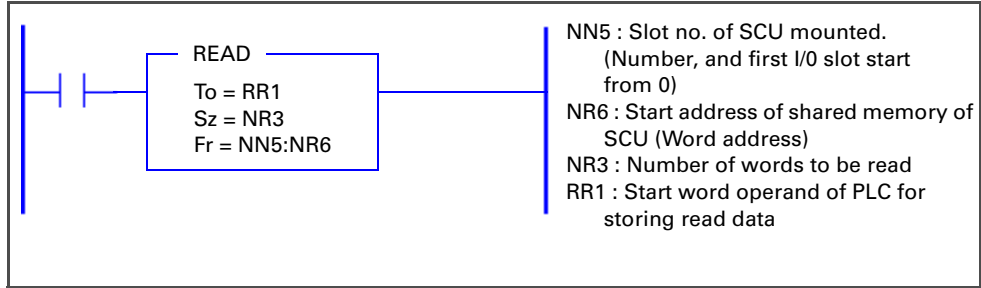 READ
To = RR1
Sz = NR3
Fr = NN5:NR6
NN5 : Slot no. of SCU mounted.
(Number, and first I/0 slot start
from 0)
NR6 : Start address of shared memory of
SCU (Word address)
NR3 : Number of words to be read
RR1 : Start word operand of PLC for
storing read data